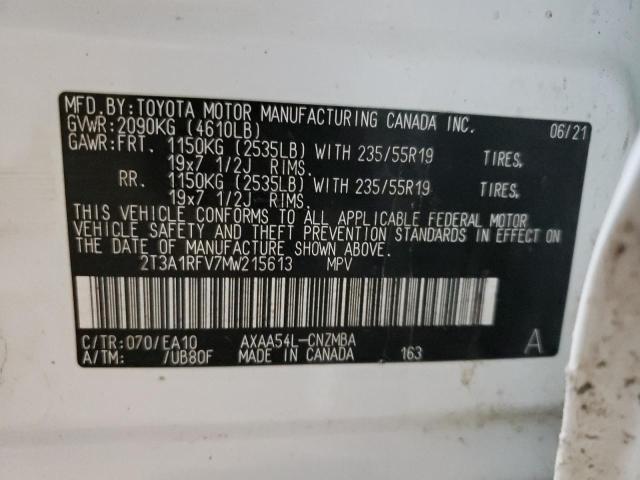 MFD.BY:TOYOTA MOTOR MANUFACTURING CANADA INC. 06/21
GVWR:2090KG (4610LB)
GAWR:FRT. 1150KG (2535LB) WITH 235/55R19 TIRES,
19x7 1/2J RIMS.
RR. 1150KG (2535LB) WITH 235/55R19 TIRES,
19x7 1/2J RIMS.
THIS VEHICLE CONFORMS TO ALL APPLICABLE FEDERAL MOTOR
VEHICLE SAFETY AND THEFT PREVENTION STANDARDS IN EFFECT ON
THE DATE OF MANUFACTURE SHOWN ABOVE.
2T3A1RFV7MW215613 MPV
C/TR:070/EA10 AXAA54L-CNZMBA A
A/TM: /UB80F MADE IN CANADA 163